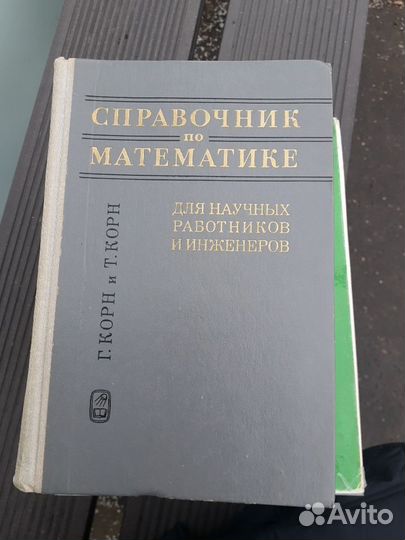 СПРАВОЧНИК
ПО
МАТЕМАТИКЕ
ДЛЯ НАУЧНЫХ
РАБОТНИКОВ
И ИНЖЕНЕРОВ
Г. КОРН и Т. КОРН
Avito